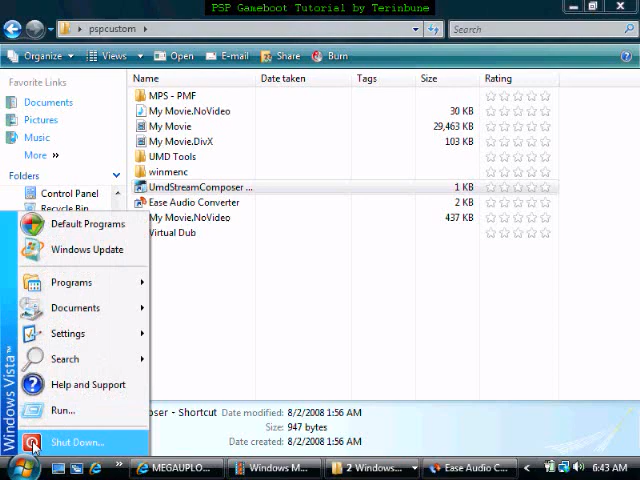 PSP Gameboot Tutorial by Terinbune
pspcustom
Search
Organize Views Open E-mail Share Burn
Favorite Links
Documents
Pictures
Music
More »
Folders
Control Panel
Recycle Bin
Name Date taken Tags Size Rating
MPS - PMF
My Movie.NoVideo 30 KB
My Movie 29,463 KB
My Movie.DivX 103 KB
UMD Tools
winmenc
UmdStreamComposer ... 1 KB
Ease Audio Converter 2 KB
My Movie.NoVideo 437 KB
Virtual Dub
Windows Vista™
Default Programs
Windows Update
Programs
Documents
Settings
Search
Help and Support
Run...
Shut Down...
oser - Shortcut Date modified: 8/2/2008 1:56 AM
Size: 947 bytes
Date created: 8/2/2008 1:56 AM
» MEGAUPLO... Windows M... 2 Windows... Ease Audio C... 6:43 AM